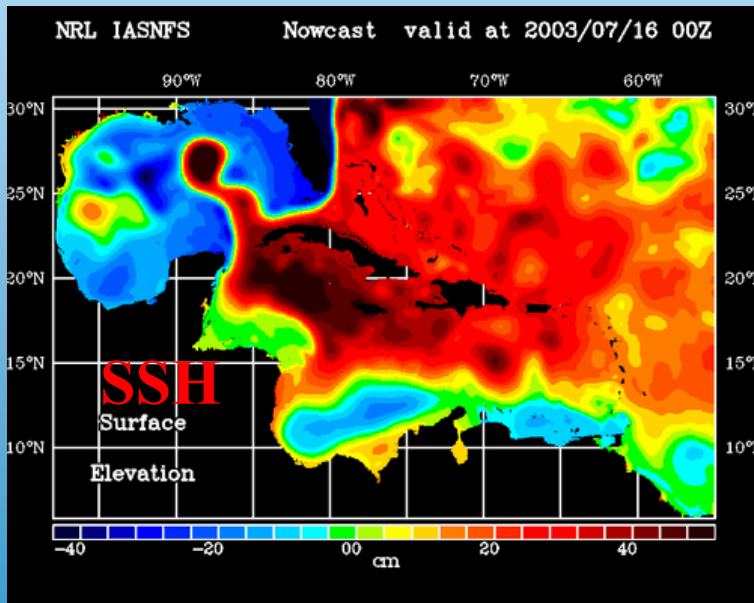 NRL IASNFS Nowcast valid at 2003/07/16 00Z
90°W 80°W 70°W 60°W
30°N 30°N
25°N 25°N
20°N 20°N
15°N 15°N
SSH
Surface
10°N 10°N
Elevation
-40 -20 00 20 40
cm